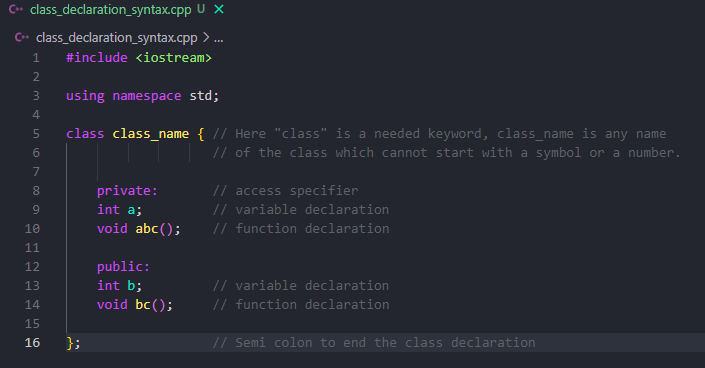 C++ class_declaration_syntax.cpp U ×
C++ class_declaration_syntax.cpp > ...
1 #include <iostream>
2
3 using namespace std;
4
5 class class_name { // Here "class" is a needed keyword, class_name is any name
6 // of the class which cannot start with a symbol or a number.
7
8 private: // access specifier
9 int a; // variable declaration
10 void abc(); // function declaration
11
12 public:
13 int b; // variable declaration
14 void bc(); // function declaration
15
16 }; // Semi colon to end the class declaration